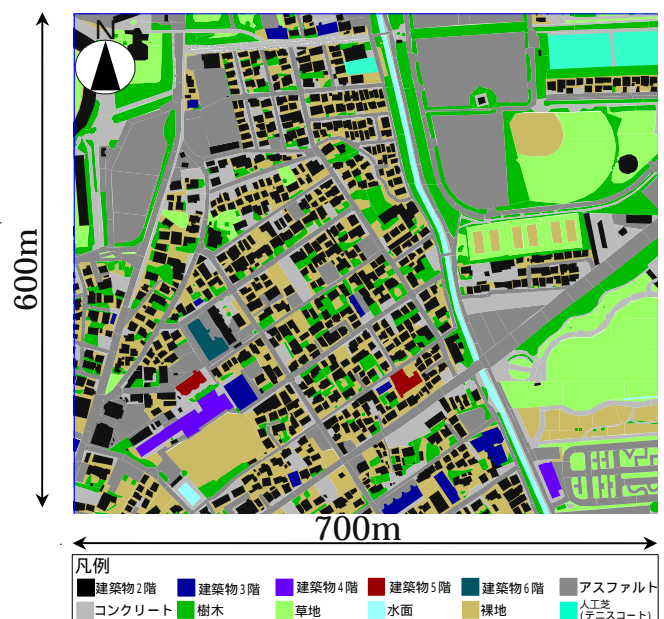 N
600m
700m
凡例
建築物2階 建築物3階 建築物4階 建築物5階 建築物6階 アスファルト
コンクリート 樹木 草地 水面 裸地 人工芝
(テニスコート)